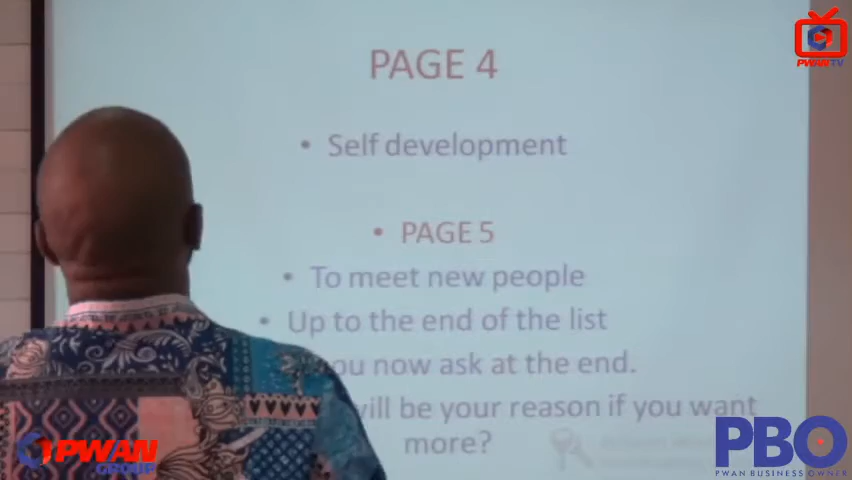 PAGE 4
• Self development
• PAGE 5
• To meet new people
• Up to the end of the list
ou now ask at the end.
will be your reason if you want
more?
PWANTV
PWAN
GROUP
PBO
PWAN BUSINESS OWNER